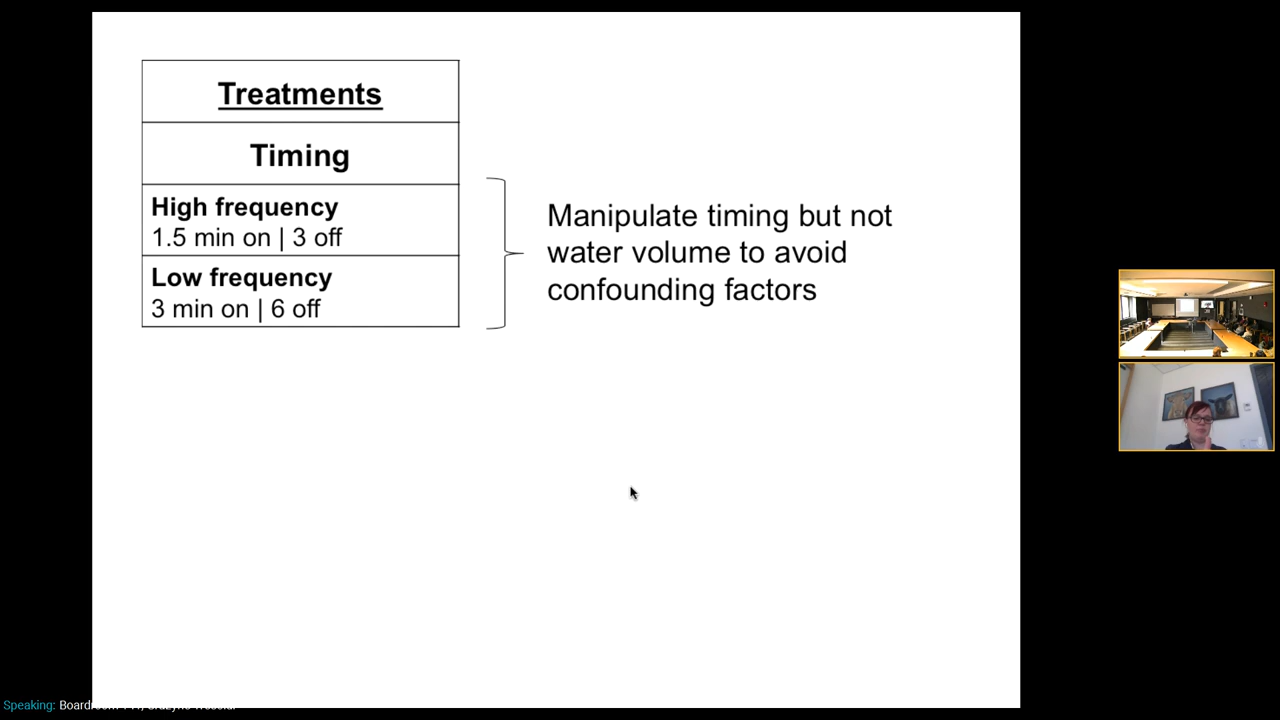 Treatments
Timing
High frequency
1.5 min on | 3 off
Low frequency
3 min on | 6 off
Manipulate timing but not
water volume to avoid
confounding factors
Speaking: